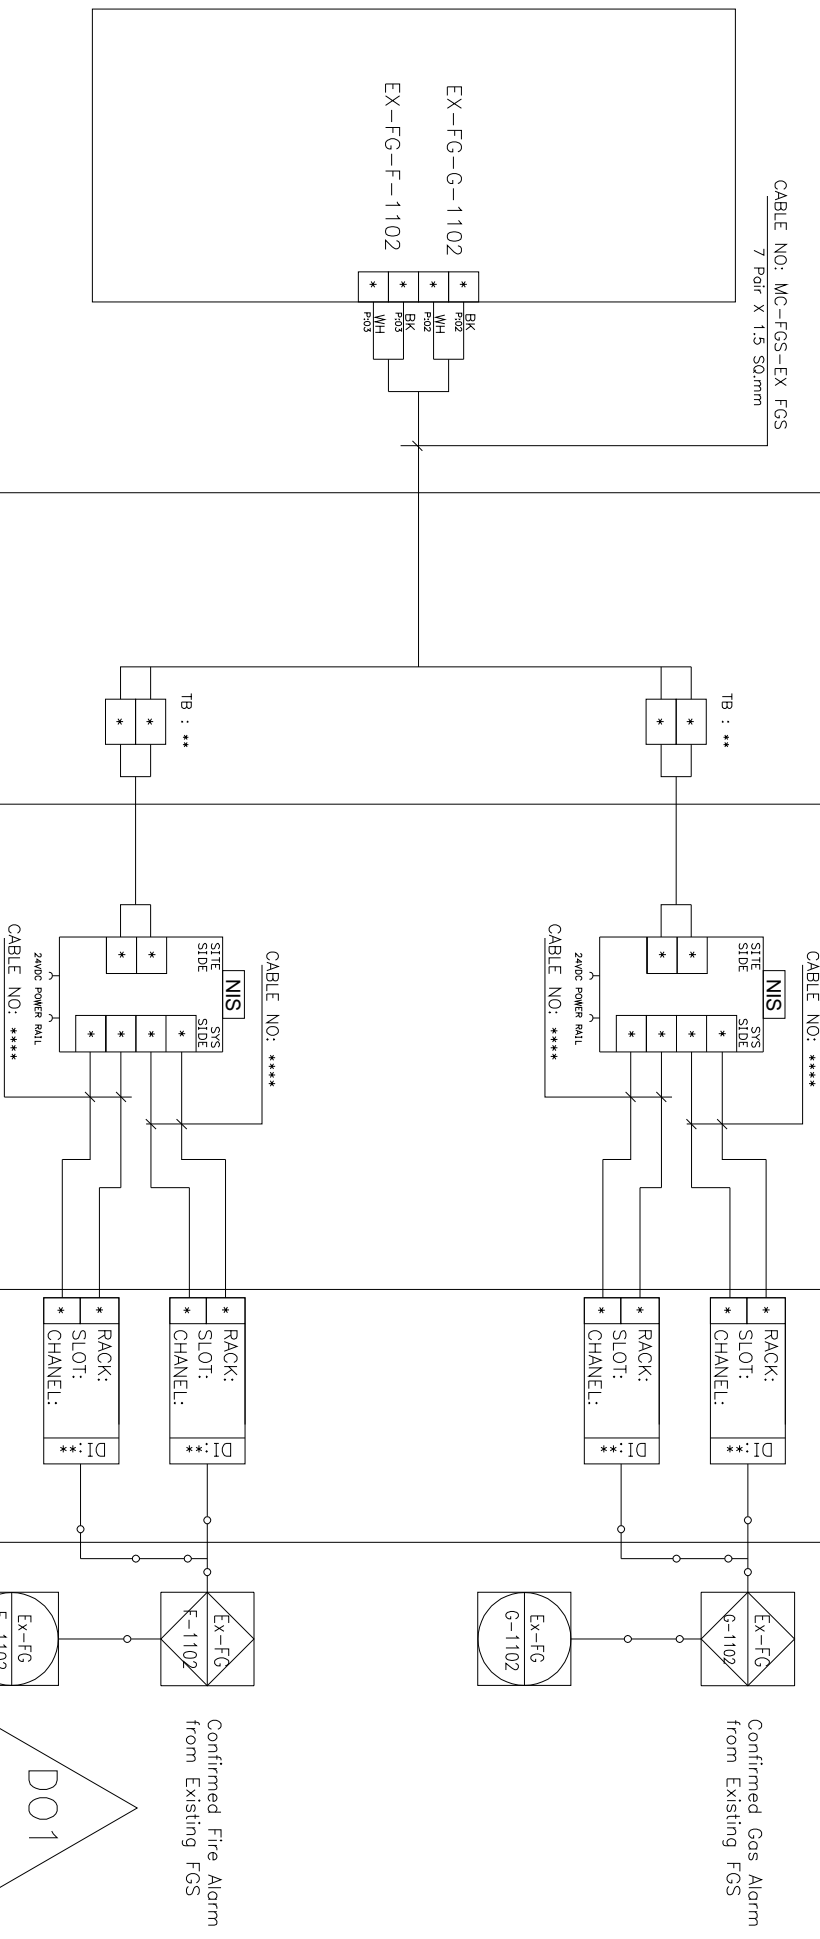 CABLE NO: MC-FGS-EX FGS
7 Pair X 1.5 SQ.mm
EX-FG-G-1102
EX-FG-F-1102
*
*
*
*
BK
P:02
WH
P:02
BK
P:03
WH
P:03
TB : **
*
*
TB : **
*
*
CABLE NO: ****
NIS
SITE
SIDE
SYS
SIDE
*
*
*
*
*
*
24VDC POWER RAIL
CABLE NO: ****
CABLE NO: ****
NIS
SITE
SIDE
SYS
SIDE
*
*
*
*
*
*
24VDC POWER RAIL
CABLE NO: ****
*
*
RACK:
SLOT:
CHANEL:
DI:**
*
*
RACK:
SLOT:
CHANEL:
DI:**
*
*
RACK:
SLOT:
CHANEL:
DI:**
*
*
RACK:
SLOT:
CHANEL:
DI:**
Ex-FG
G-1102
Ex-FG
G-1102
Ex-FG
F-1102
Ex-FG
F-1102
Confirmed Gas Alarm
from Existing FGS
Confirmed Fire Alarm
from Existing FGS
D01